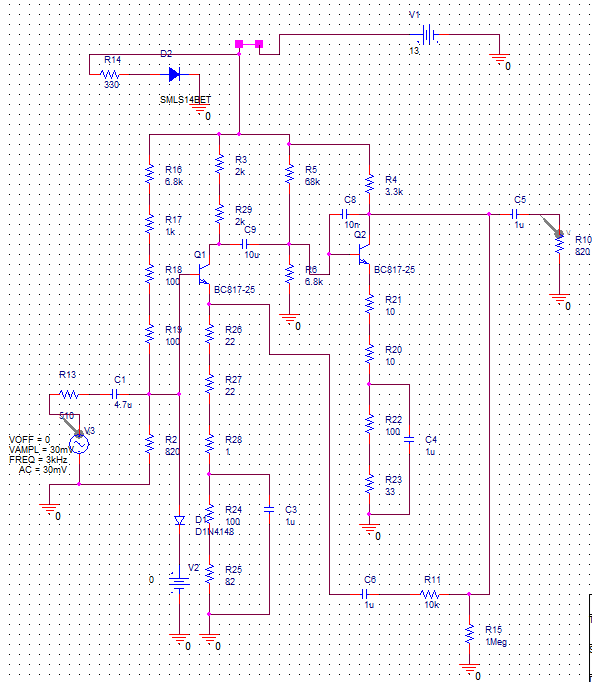 V1
13
0
R14
330
D2
SMLS14BET
0
R16
6.8k
R3
2k
R5
68k
R4
3.3k
R17
1k
R29
2k
C9
10u
C8
10n
C5
1u
V
R10
820
0
Q1
BC817-25
Q2
BC817-25
R18
100
R6
6.8k
0
R21
10
R19
100
R26
22
R20
10
R13
510
C1
4.7u
R27
22
V3
VOFF = 0
VAMPL = 30mV
FREQ = 3kHz
AC = 30mV
0
R2
820
R28
1
R22
100
C4
1u
R23
33
0
D1
D1N4148
R24
100
C3
1u
V2
0
R25
82
0
0
C6
1u
R11
10k
R15
1Meg
0